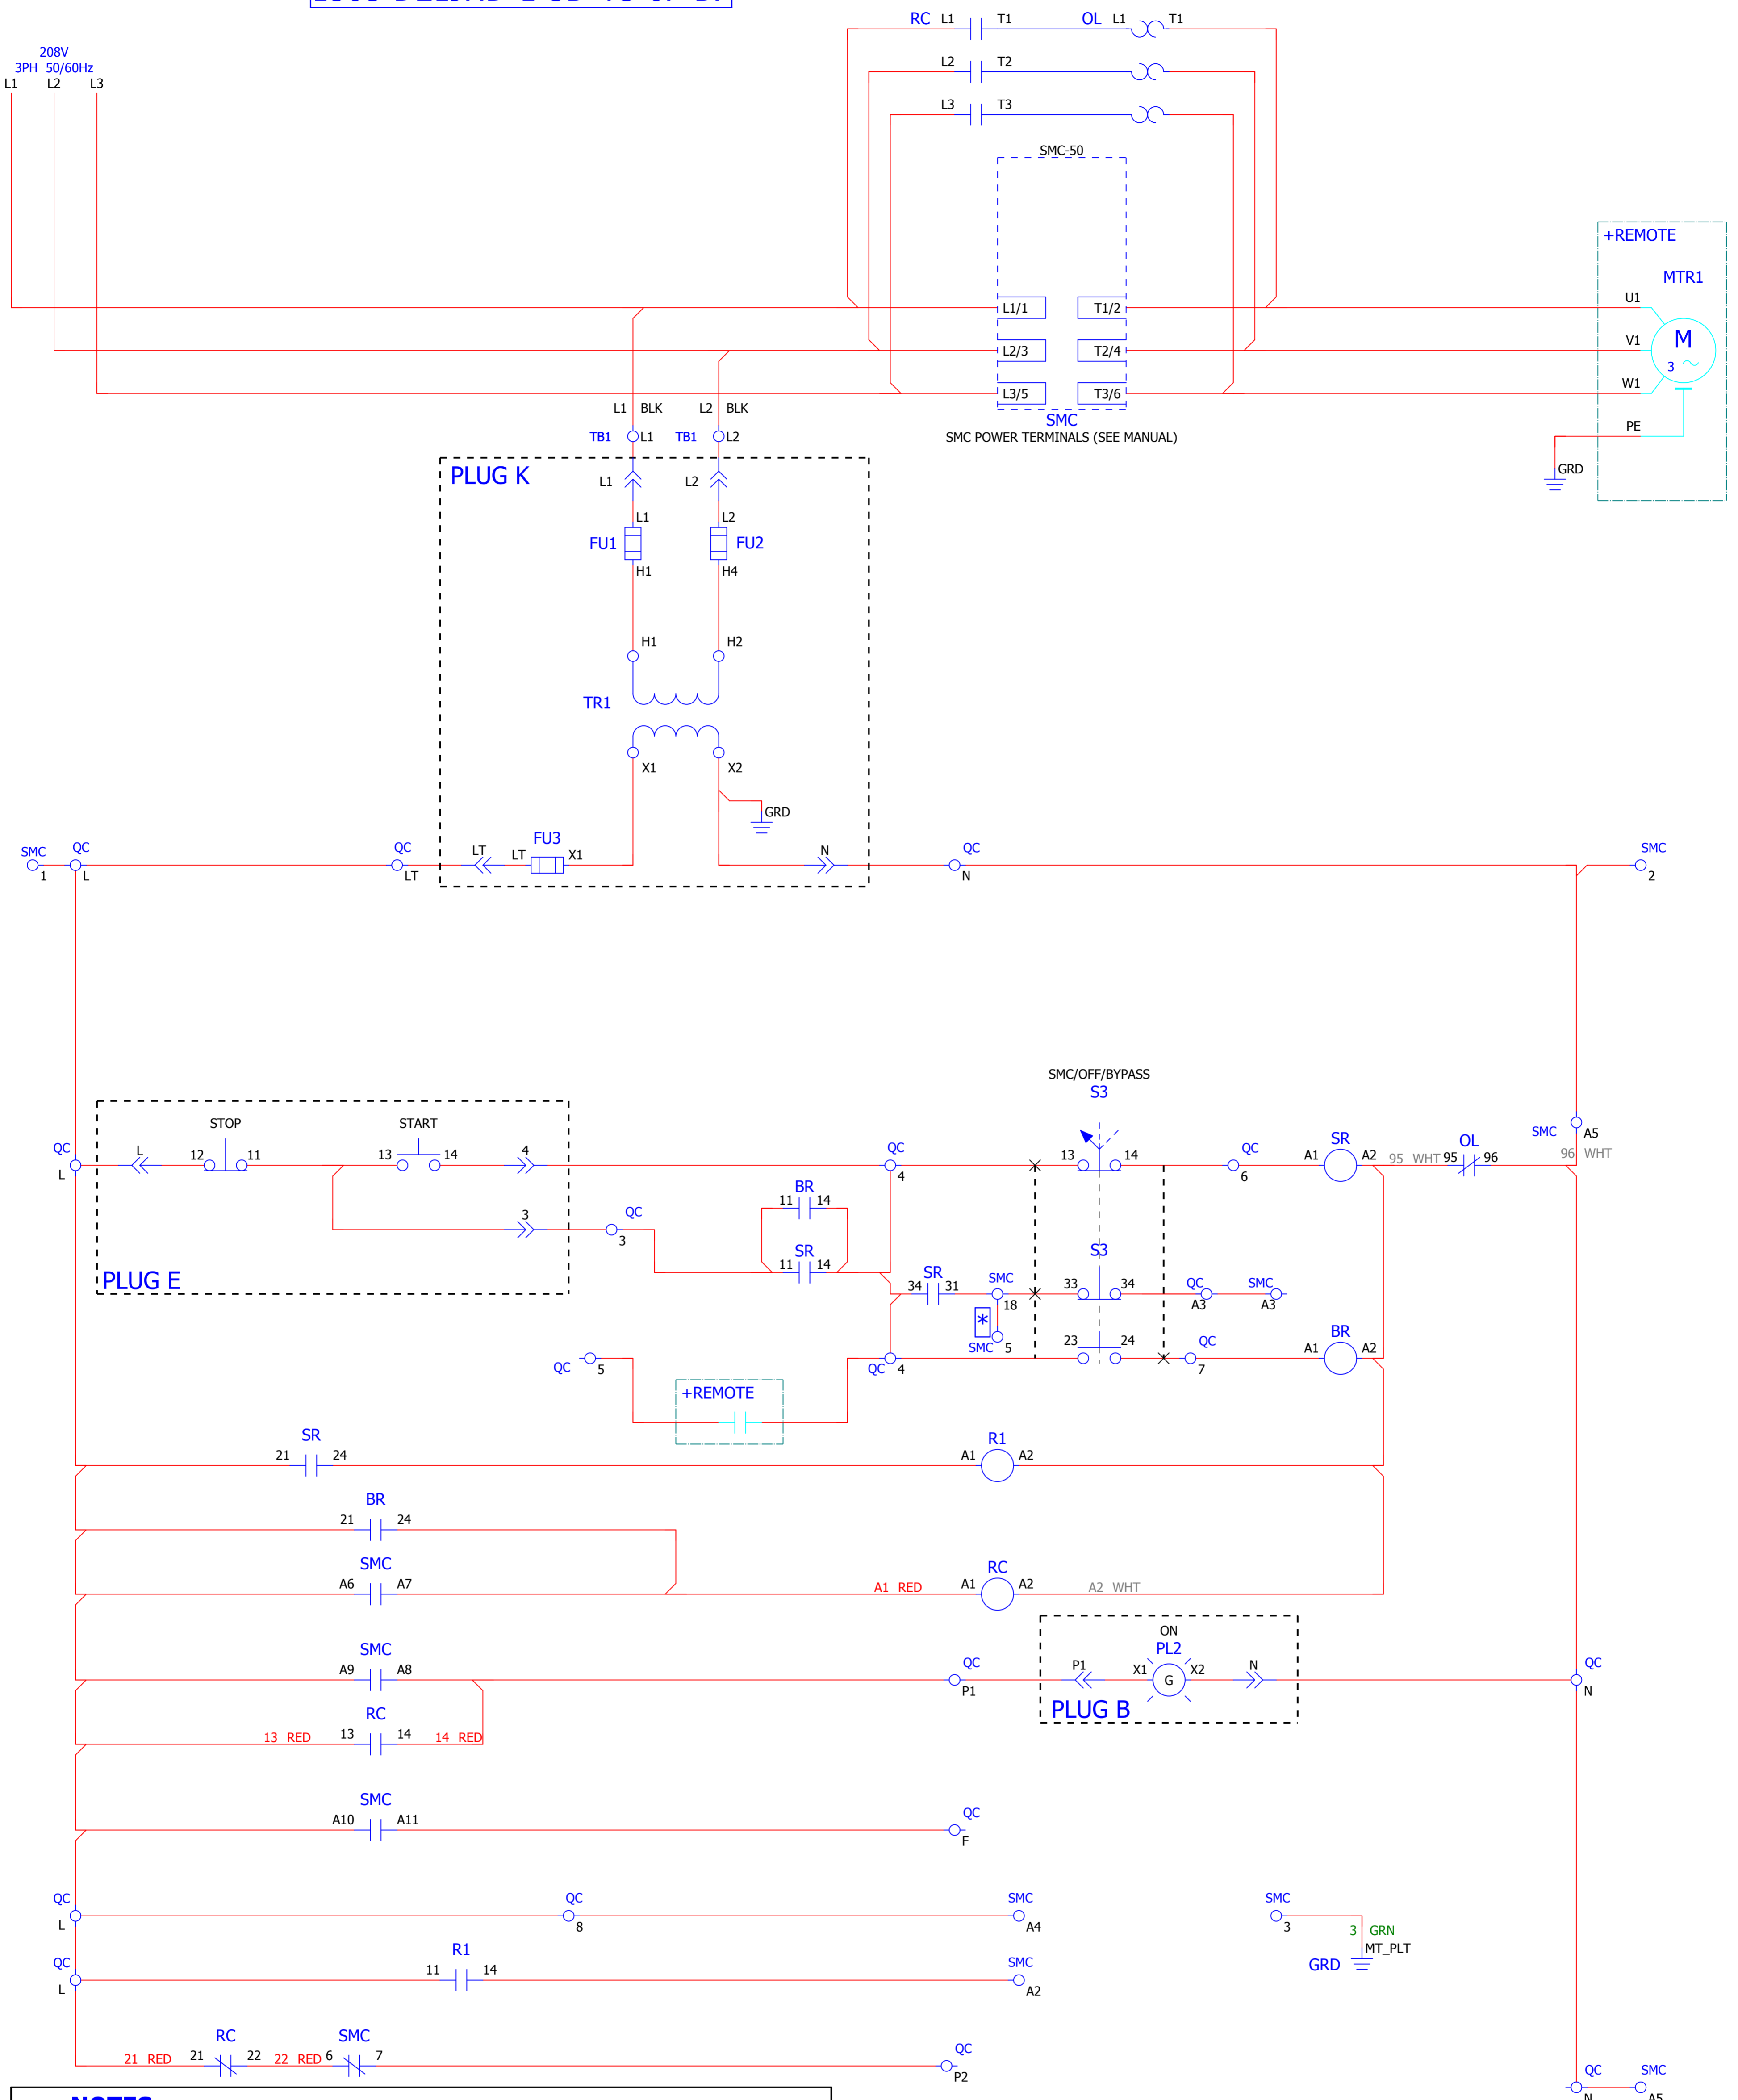 RC L1 T1 OL L1 T1
208V
3PH 50/60Hz
L1 L2 L3
L2 T2
L3 T3
SMC-50
+REMOTE
MTR1
L1/1 T1/2 U1
L2/3 T2/4 V1 M
3
L3/5 T3/6 W1
L1 BLK L2 BLK
SMC
PE
TB1 L1 TB1 L2
SMC POWER TERMINALS (SEE MANUAL)
GRD
PLUG K
L1 L2
L1 L2
FU1 FU2
H1 H4
H1 H2
TR1
X1 X2
GRD
FU3
SMC QC QC LT LT X1 N QC SMC
1 L LT N 2
SMC/OFF/BYPASS
S3
STOP START
SMC A5
QC L 12 11 13 14 4 QC 13 14 QC SR OL
A1 A2 95 WHT 95 96 96 WHT
L 4 6
BR
11 14
3 QC
3
SR
11 14
S3
PLUG E
SR
34 31 SMC 33 34 QC SMC
18 A3 A3
*
SMC 5
23 24 QC BR
A1 A2
QC 5 QC 4 7
+REMOTE
SR R1
21 24 A1 A2
BR
21 24
SMC RC
A6 A7 A1 RED A1 A2 A2 WHT
ON
SMC PL2
A9 A8 QC P1 X1 G X2 N QC
P1 N
PLUG B
RC
13 RED 13 14 14 RED
SMC
A10 A11 QC
F
QC QC SMC SMC
L 8 A4 3
3 GRN
MT_PLT
GRD
R1
QC 11 14 SMC
L A2
RC SMC
21 RED 21 22 22 RED 6 7 QC
P2
QC SMC
N A5